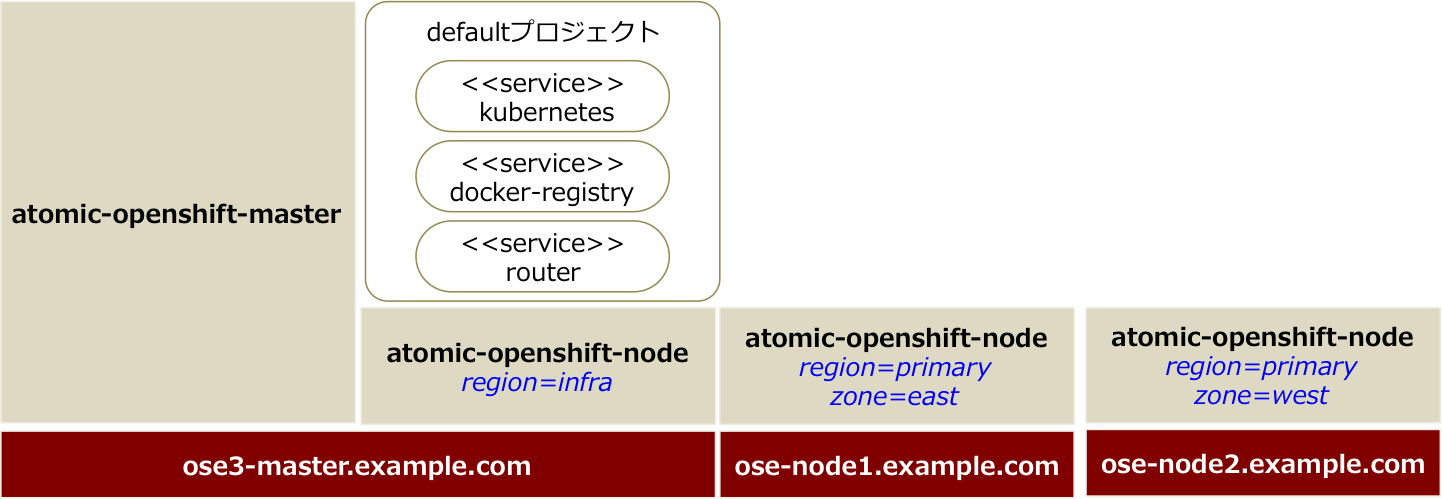 defaultプロジェクト
<<service>>
kubernetes
<<service>>
docker-registry
<<service>>
router
atomic-openshift-master
atomic-openshift-node
region=infra
atomic-openshift-node
region=primary
zone=east
atomic-openshift-node
region=primary
zone=west
ose3-master.example.com
ose-node1.example.com
ose-node2.example.com